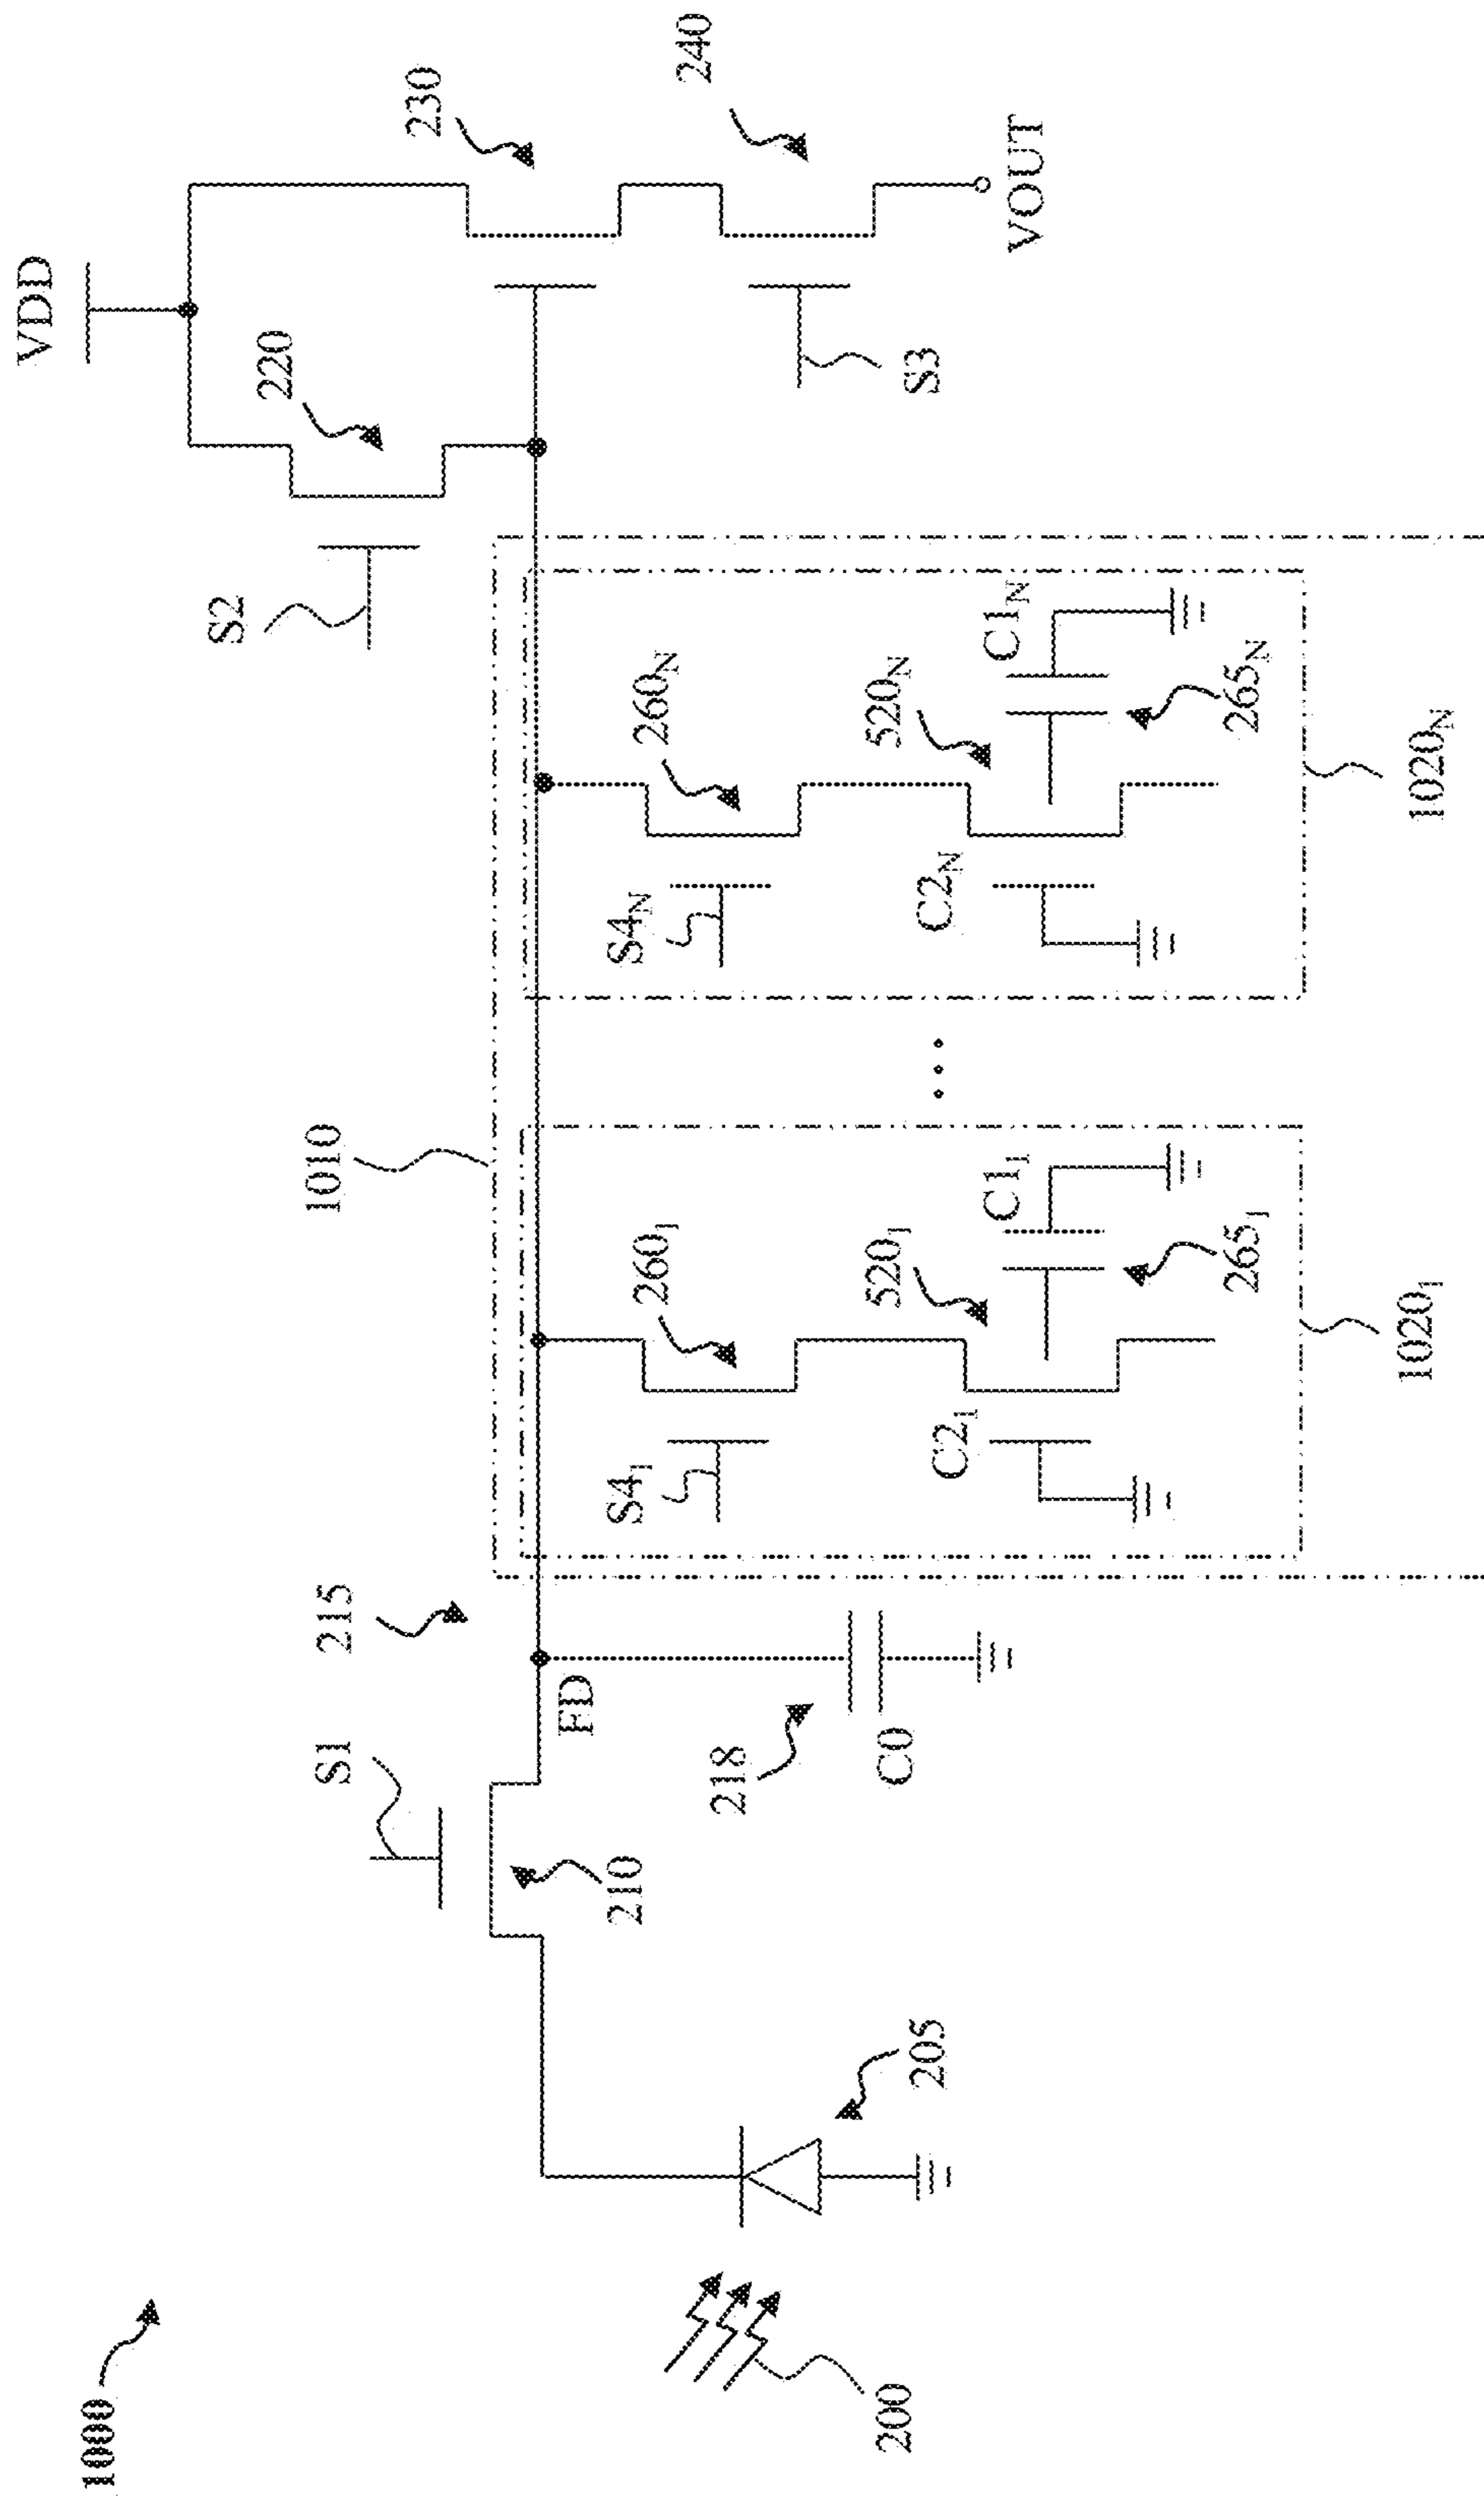 1000
VDD
230
240
220
S2
S3
VOUT
1010
215
S1
FD
210
218
C0
205
200
S4₁
260₁
520₁
C2₁
C1₁
265₁
1020₁
S4N
260N
520N
C2N
C1N
265N
1020N